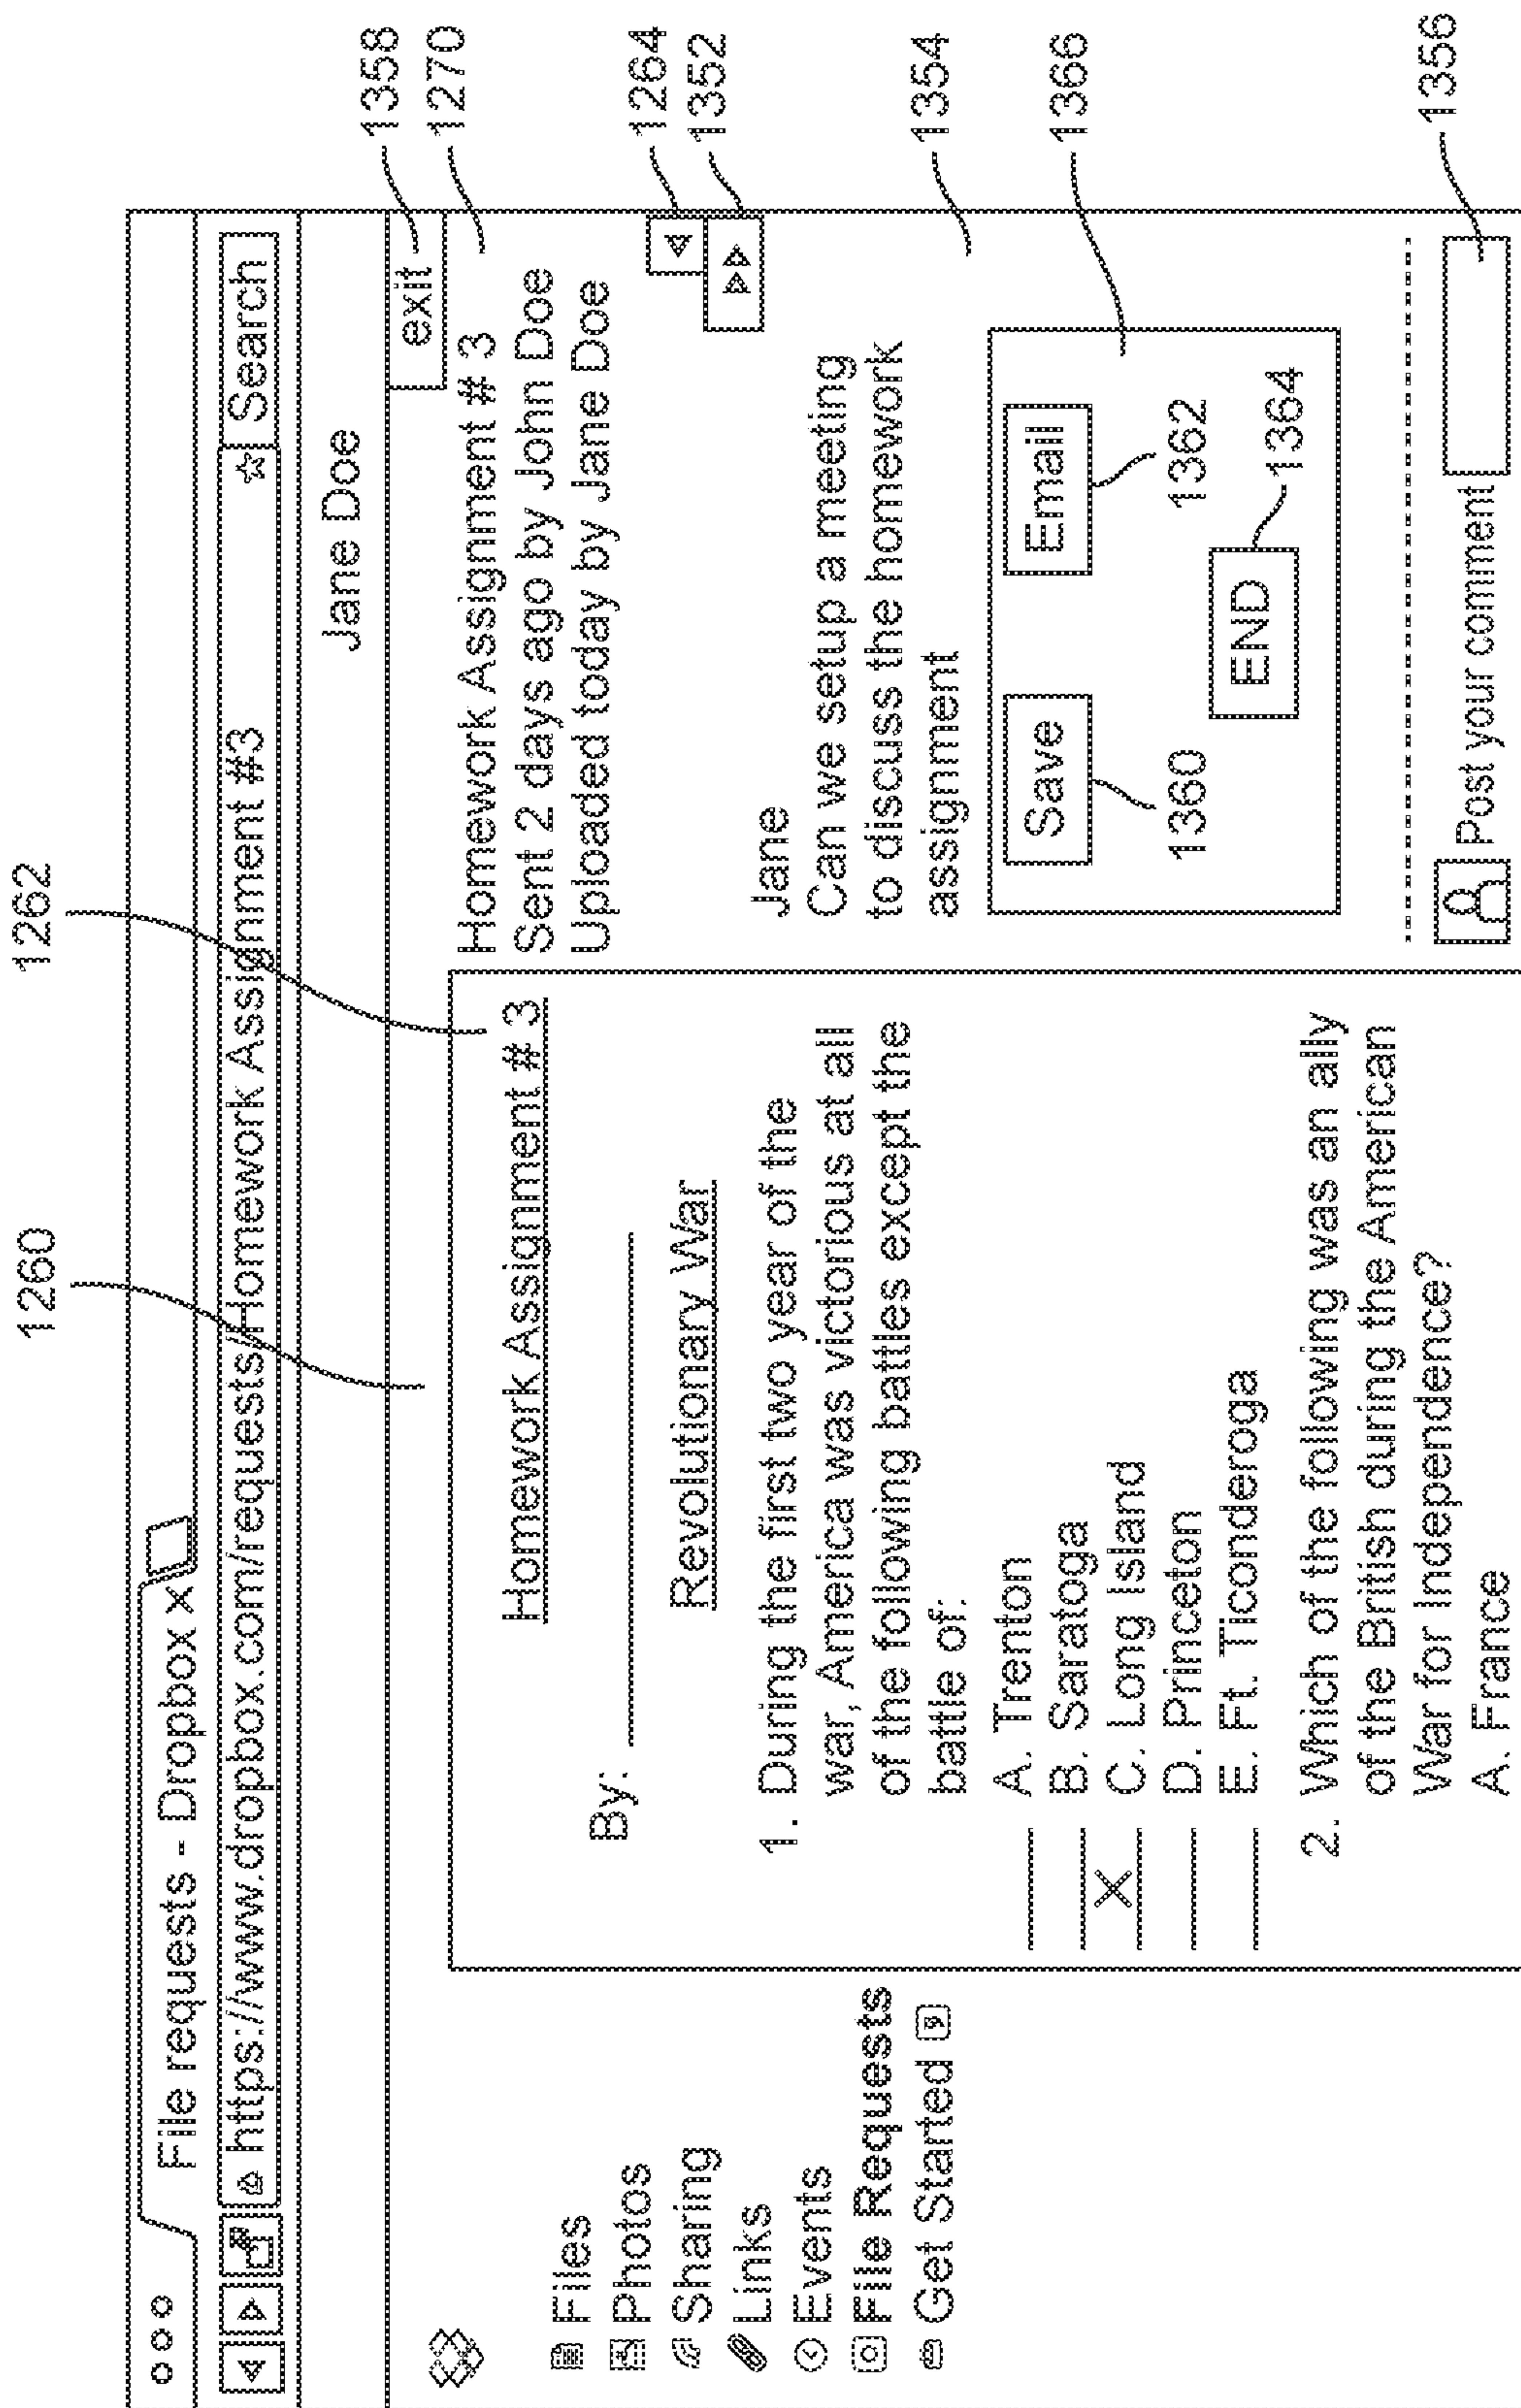 1260
1262
File requests - Dropbox x
https://www.dropbox.com/requests/Homework Assignment #3
Search
Jane Doe
exit
1358
1270
1264
1352
1354
1366
1356
Files
Photos
Sharing
Links
Events
File Requests
Get Started
Homework Assignment # 3
By:
Revolutionary War
1. During the first two year of the
war, America was victorious at all
of the following battles except the
battle of:
A. Trenton
B. Saratoga
X C. Long Island
D. Princeton
E. Ft. Ticonderoga
2. Which of the following was an ally
of the British during the American
War for Independence?
A. France
Homework Assignment # 3
Sent 2 days ago by John Doe
Uploaded today by Jane Doe
Jane
Can we setup a meeting
to discuss the homework
assignment
Save
Email
1360
1362
END
1364
Post your comment